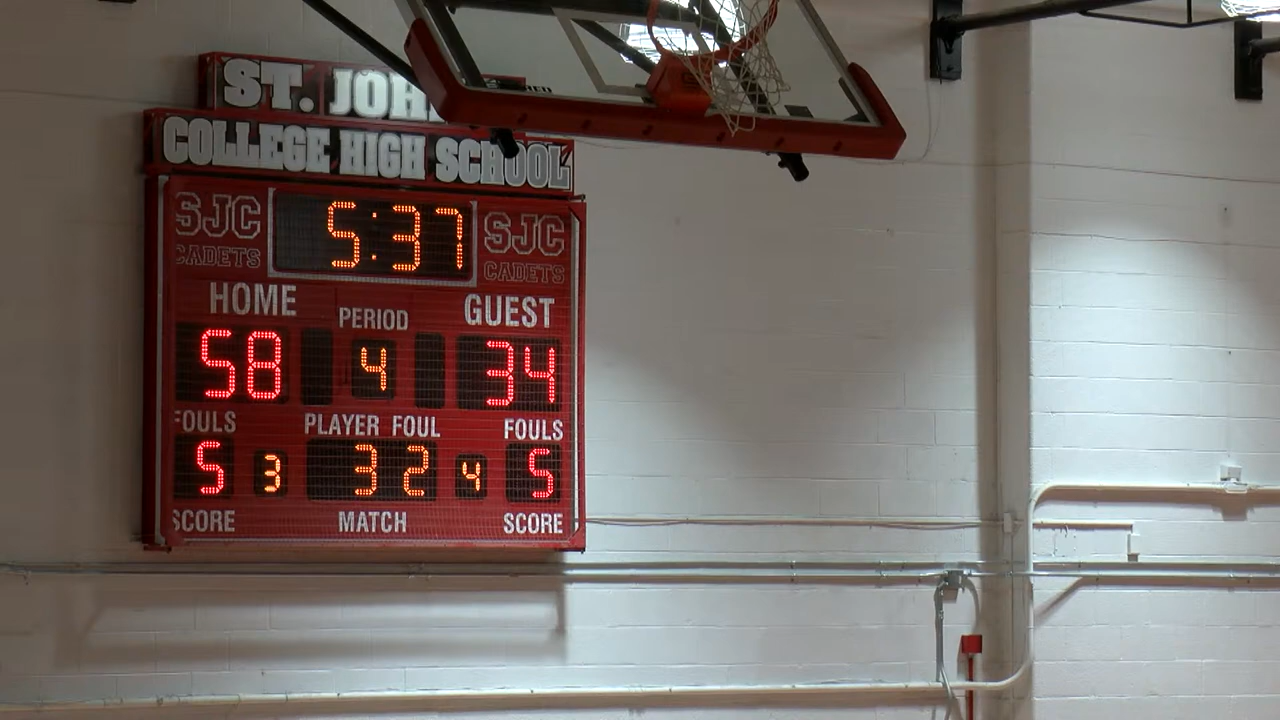 ST. JOH
COLLEGE HIGH SCHOOL
SJC 5:37 SJC
CADETS CADETS
HOME PERIOD GUEST
58 4 34
FOULS PLAYER FOUL FOULS
5 3 32 4 5
SCORE MATCH SCORE